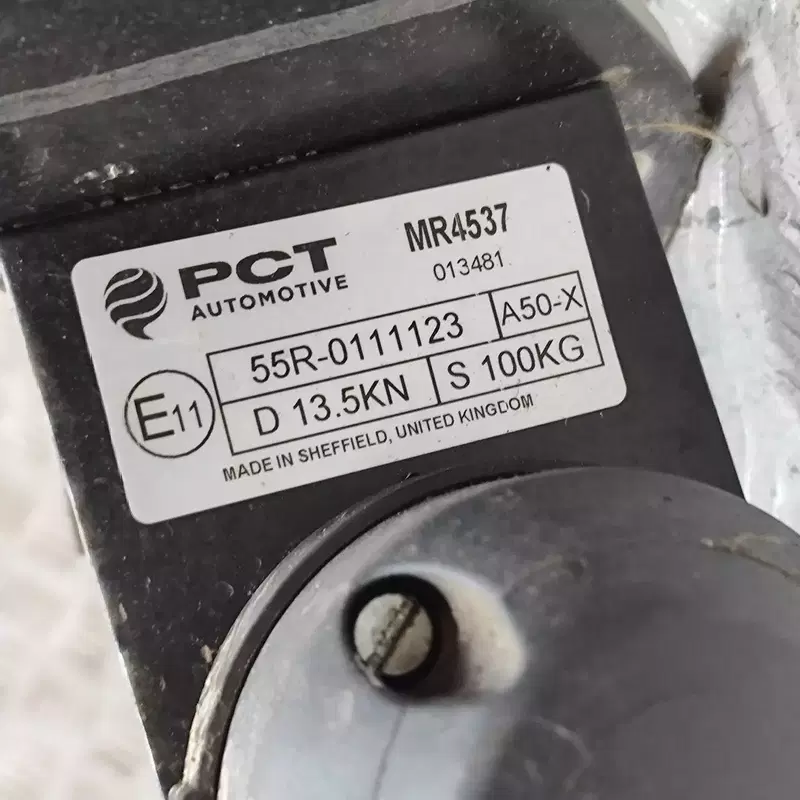 PCT
AUTOMOTIVE
MR4537
013481
55R-0111123 A50-X
E11
D 13.5KN S 100KG
MADE IN SHEFFIELD, UNITED KINGDOM